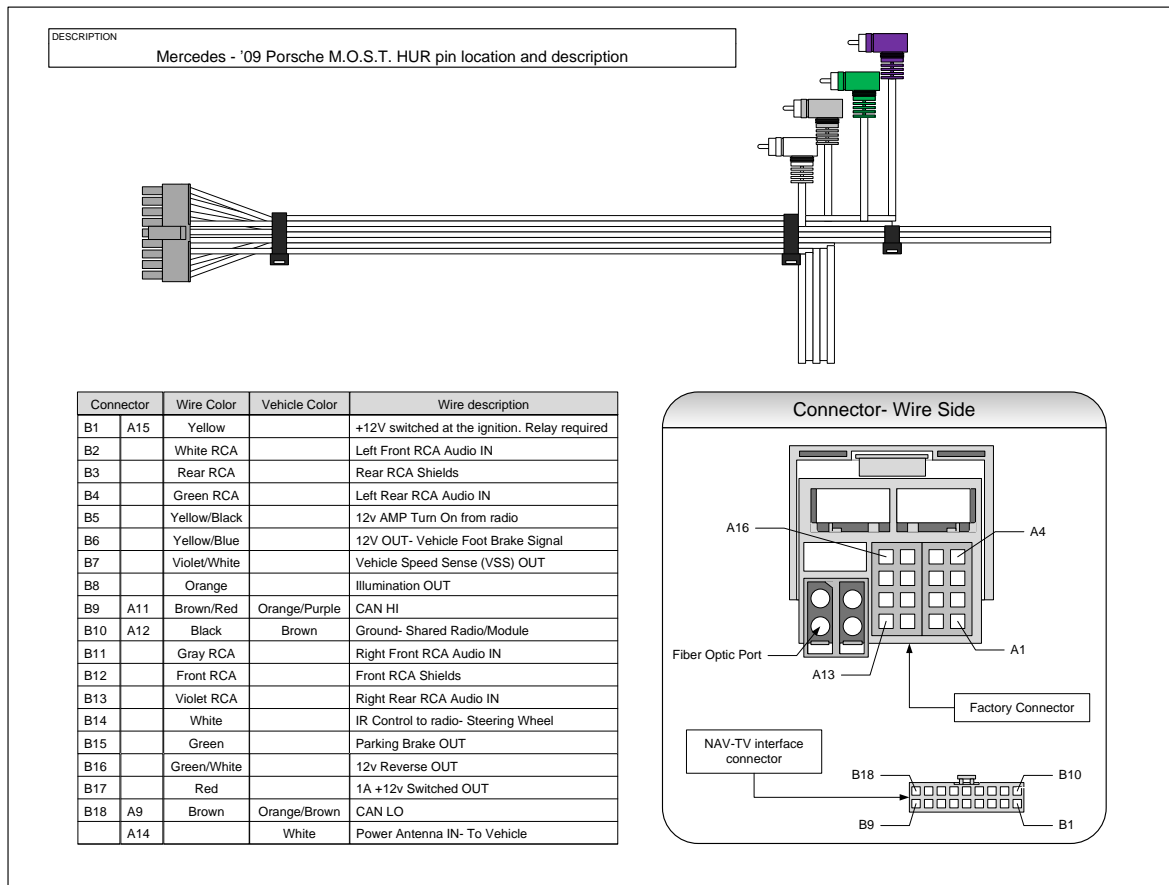 DESCRIPTION
Mercedes - '09 Porsche M.O.S.T. HUR pin location and description
Connector Wire Color Vehicle Color Wire description
B1 A15 Yellow +12V switched at the ignition. Relay required
B2 White RCA Left Front RCA Audio IN
B3 Rear RCA Rear RCA Shields
B4 Green RCA Left Rear RCA Audio IN
B5 Yellow/Black 12v AMP Turn On from radio
B6 Yellow/Blue 12V OUT- Vehicle Foot Brake Signal
B7 Violet/White Vehicle Speed Sense (VSS) OUT
B8 Orange Illumination OUT
B9 A11 Brown/Red Orange/Purple CAN HI
B10 A12 Black Brown Ground- Shared Radio/Module
B11 Gray RCA Right Front RCA Audio IN
B12 Front RCA Front RCA Shields
B13 Violet RCA Right Rear RCA Audio IN
B14 White IR Control to radio- Steering Wheel
B15 Green Parking Brake OUT
B16 Green/White 12v Reverse OUT
B17 Red 1A +12v Switched OUT
B18 A9 Brown Orange/Brown CAN LO
A14 White Power Antenna IN- To Vehicle
Connector- Wire Side
A16
A4
Fiber Optic Port
A13
A1
Factory Connector
NAV-TV interface
connector
B18
B10
B9
B1